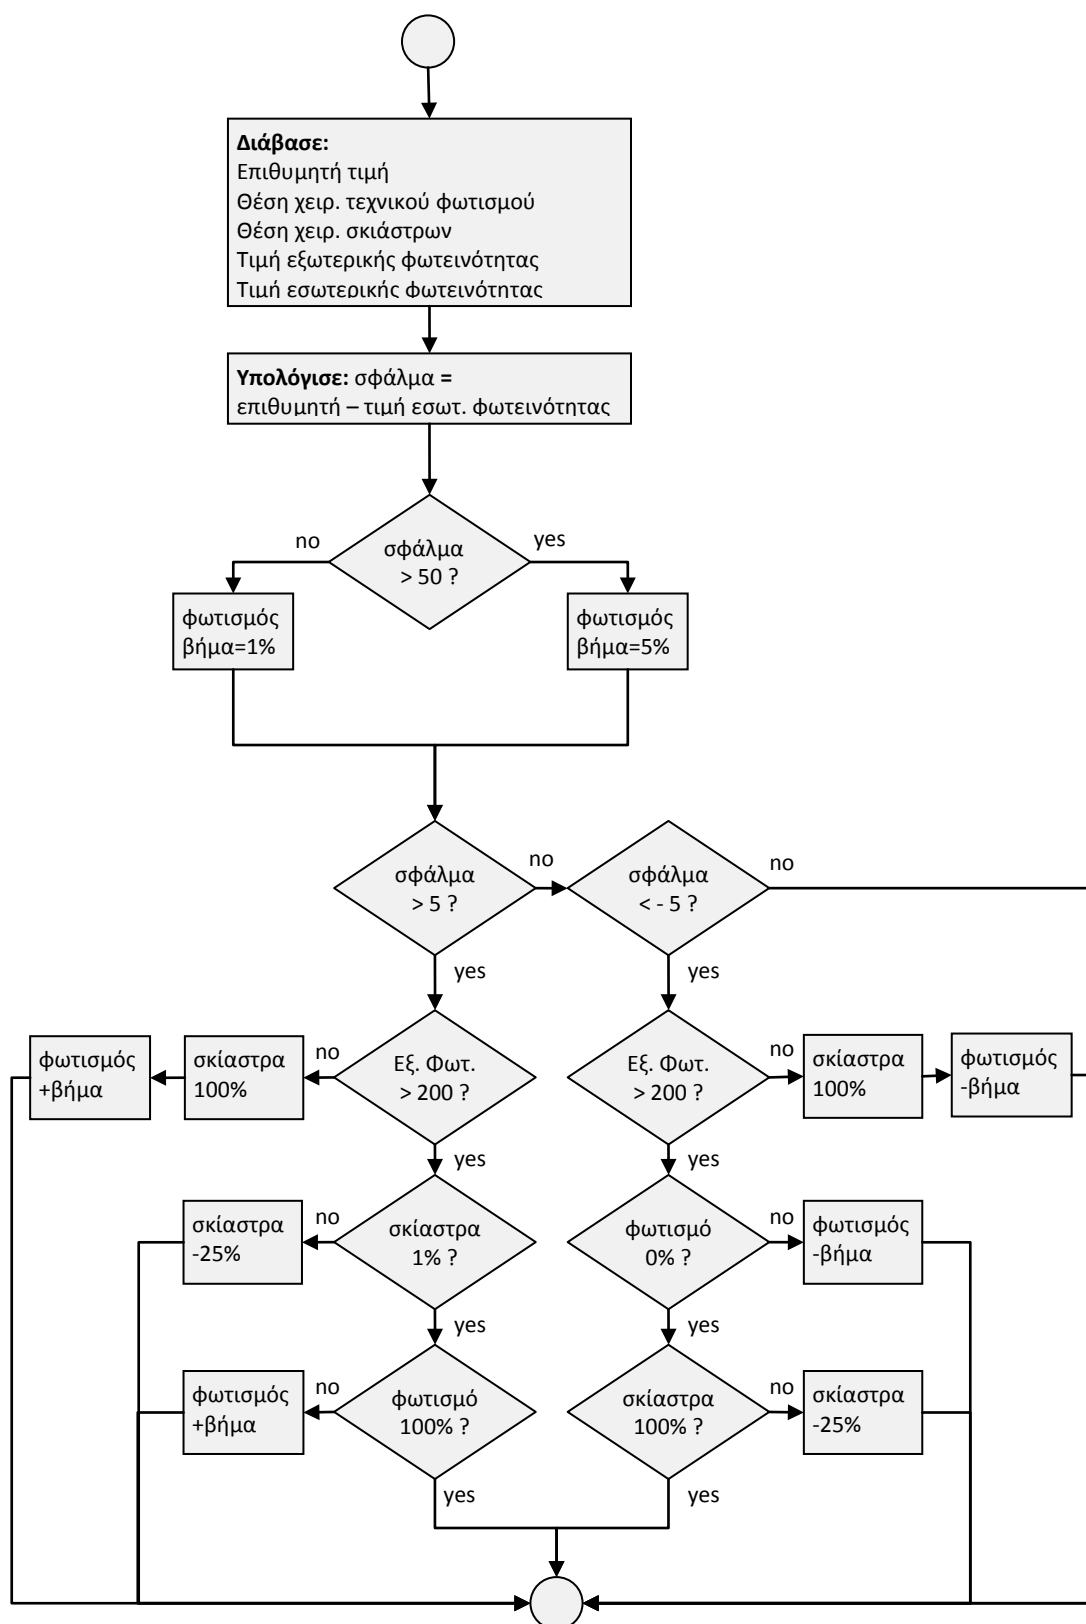 Διάβασε:
Επιθυμητή τιμή
Θέση χειρ. τεχνικού φωτισμού
Θέση χειρ. σκιάστρων
Τιμή εξωτερικής φωτεινότητας
Τιμή εσωτερικής φωτεινότητας
Υπολόγισε: σφάλμα =
επιθυμητή – τιμή εσωτ. φωτεινότητας
no
σφάλμα
> 50 ?
yes
φωτισμός
βήμα=1%
φωτισμός
βήμα=5%
σφάλμα
> 5 ?
no
σφάλμα
< - 5 ?
no
yes
yes
φωτισμός
+βήμα
σκίαστρα
100%
no
Εξ. Φωτ.
> 200 ?
Εξ. Φωτ.
> 200 ?
no
σκίαστρα
100%
φωτισμός
-βήμα
yes
yes
σκίαστρα
-25%
no
σκίαστρα
1% ?
φωτισμό
0% ?
no
φωτισμός
-βήμα
yes
yes
φωτισμός
+βήμα
no
φωτισμό
100% ?
σκίαστρα
100% ?
no
σκίαστρα
-25%
yes
yes